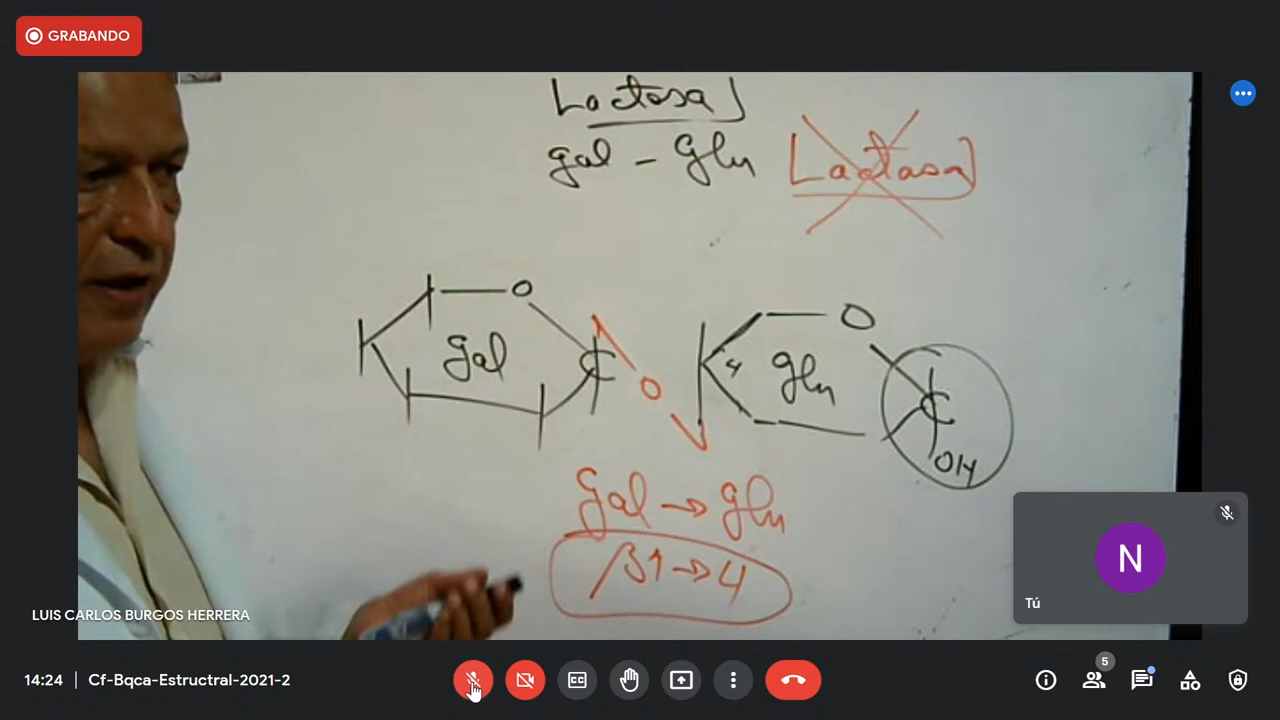 GRABANDO
Lactosa
gal - Glu
Lactasa
O
O
gal
C
O
4
glu
C
OH
Gal → glu
β1 → 4
N
Tú
LUIS CARLOS BURGOS HERRERA
5
14:24 | Cf-Bqca-Estructral-2021-2
CC